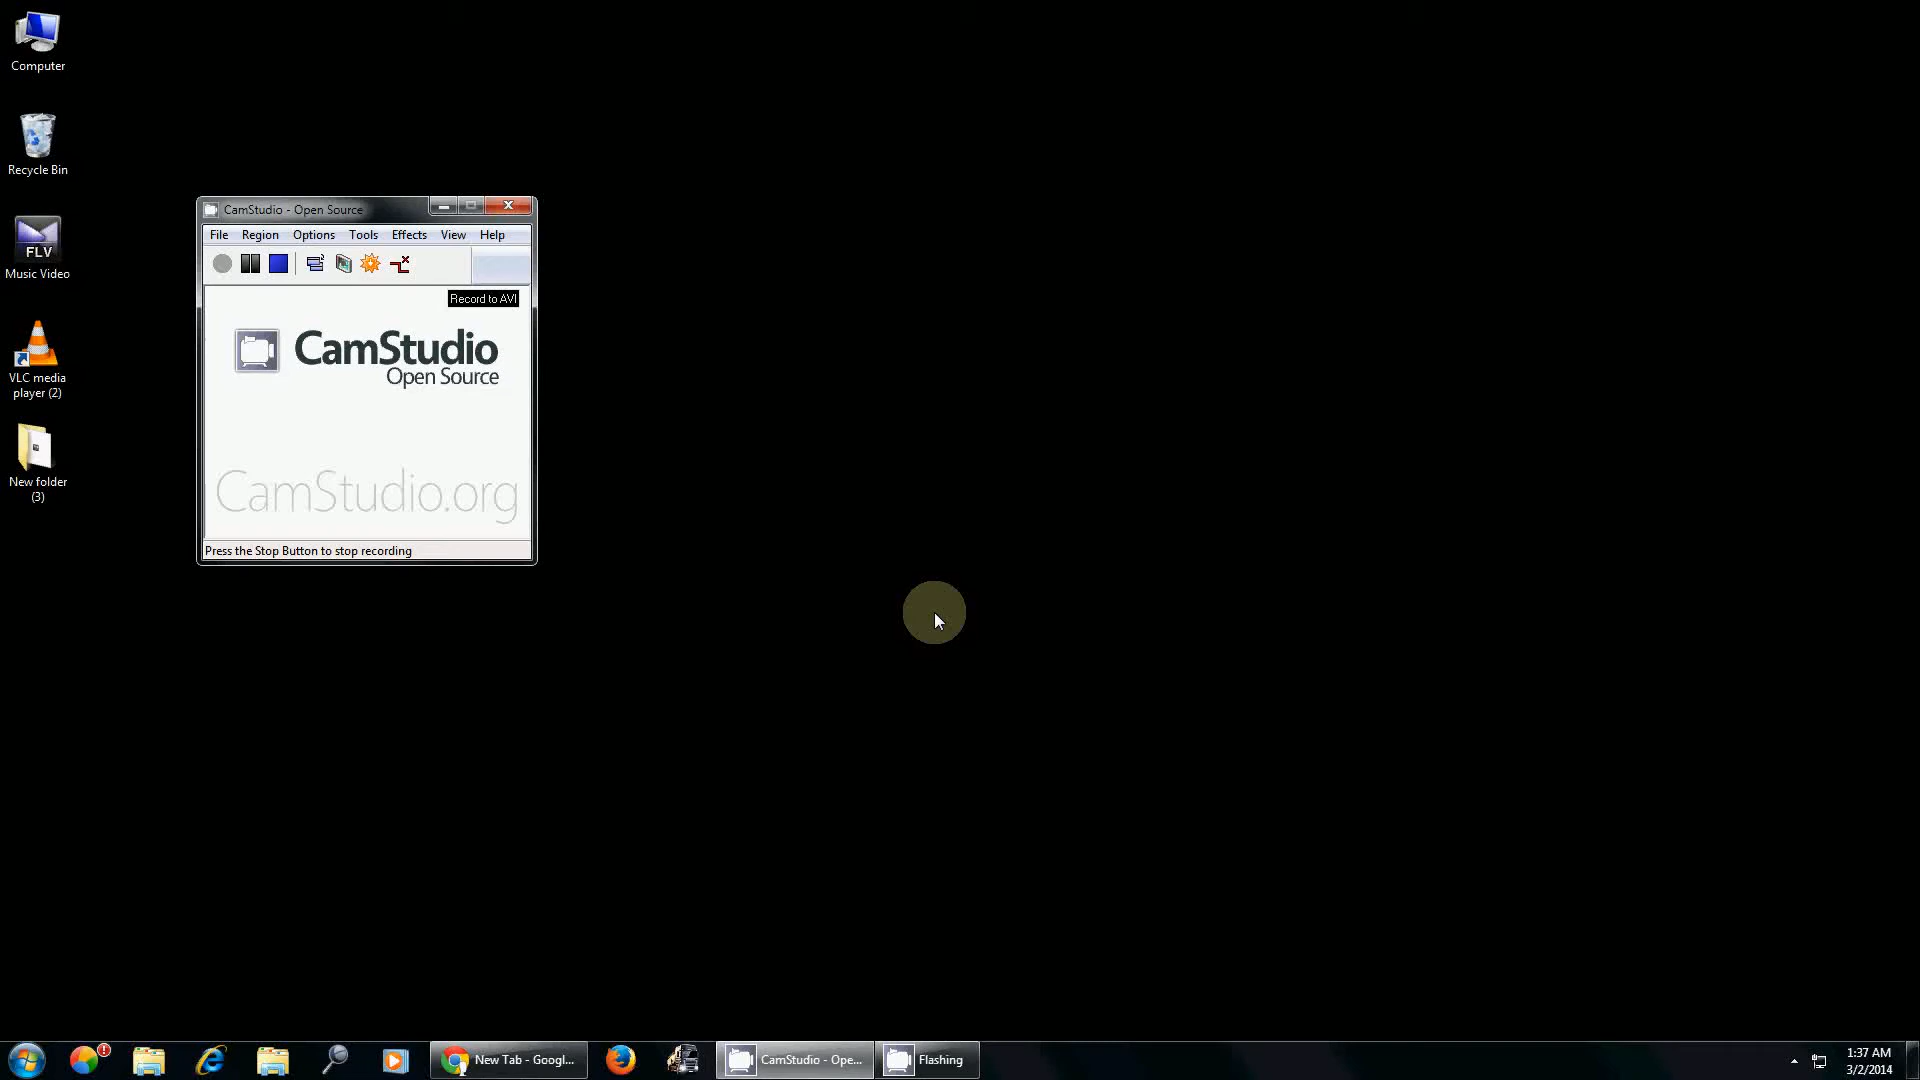 Computer
Recycle Bin
FLV
Music Video
VLC media
player (2)
New folder
(3)
CamStudio - Open Source
File Region Options Tools Effects View Help
Record to AVI
CamStudio
Open Source
CamStudio.org
Press the Stop Button to stop recording
New Tab - Googl...
CamStudio - Ope...
Flashing
1:37 AM
3/2/2014